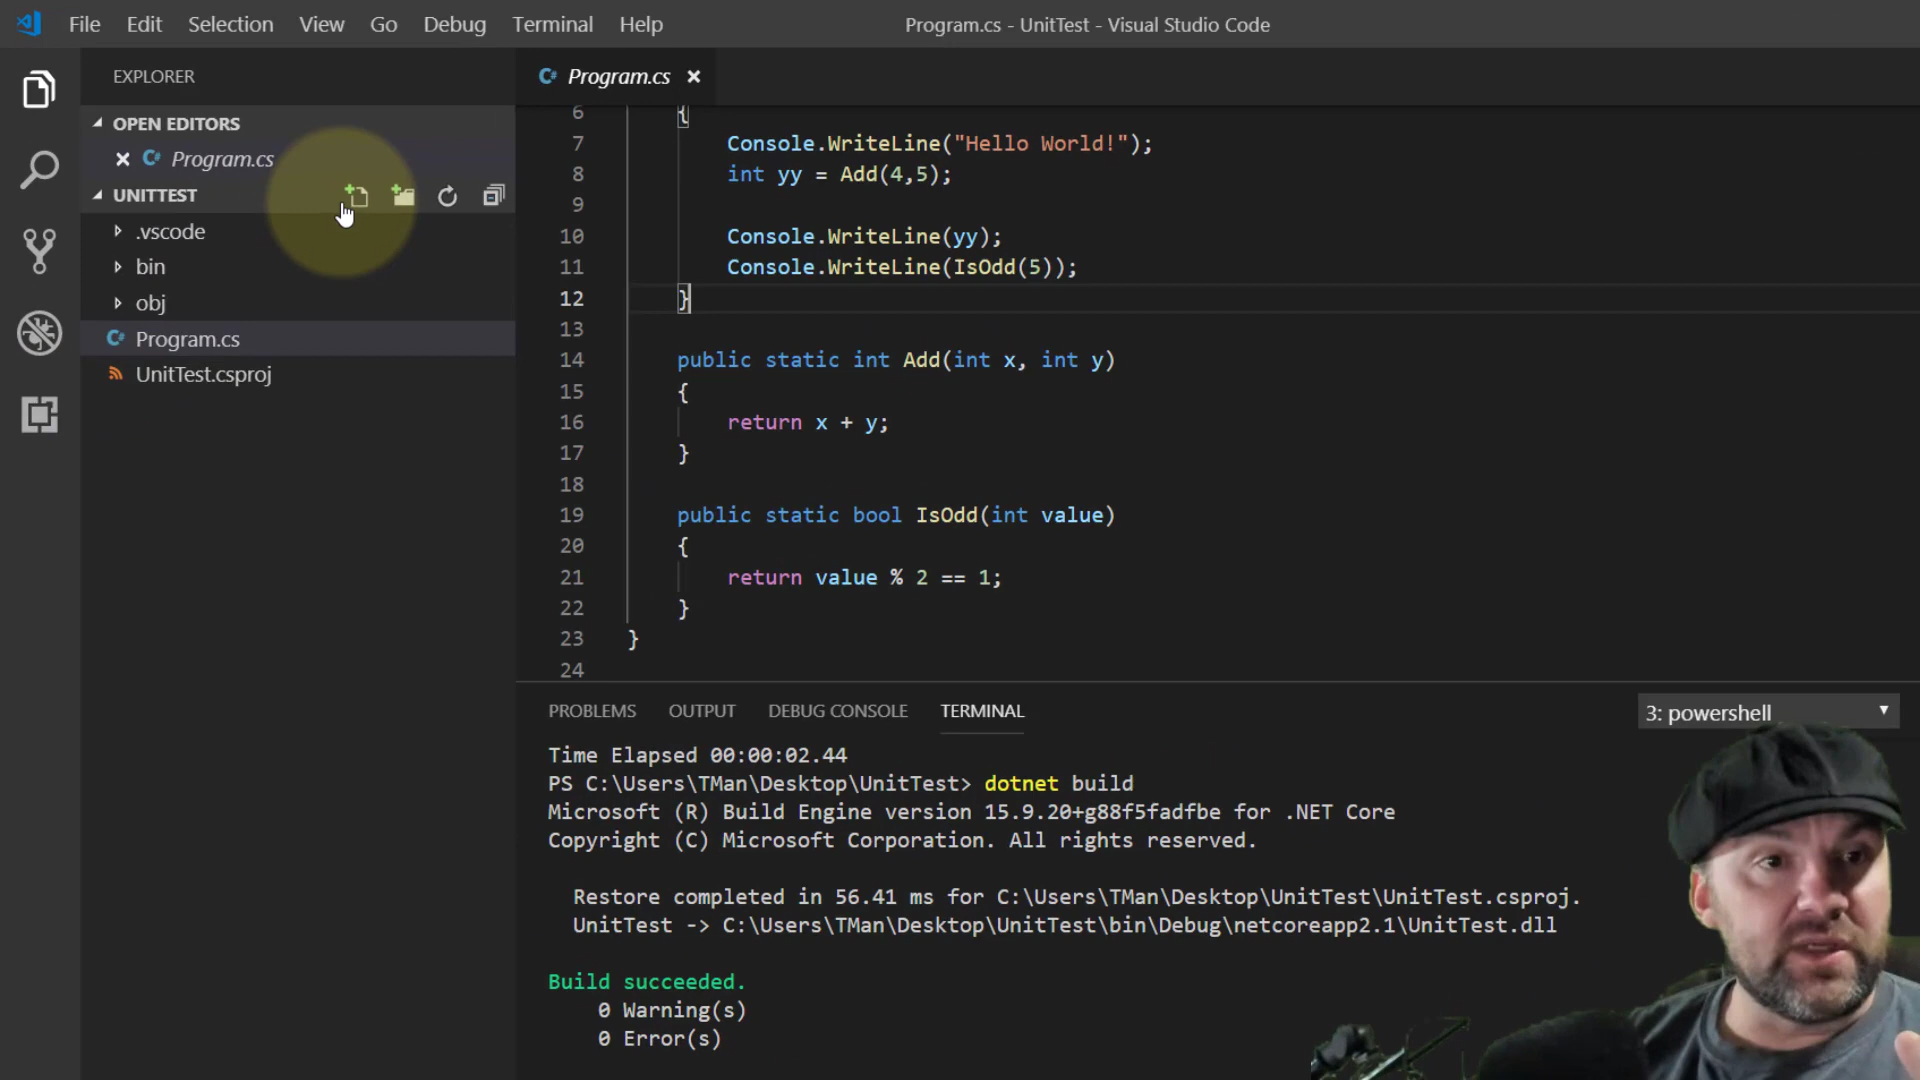 File Edit Selection View Go Debug Terminal Help
Program.cs - UnitTest - Visual Studio Code
EXPLORER
OPEN EDITORS
Program.cs
UNITTEST
.vscode
bin
obj
Program.cs
UnitTest.csproj
Program.cs
6 {
7 Console.WriteLine("Hello World!");
8 int yy = Add(4,5);
9
10 Console.WriteLine(yy);
11 Console.WriteLine(IsOdd(5));
12 }
13
14 public static int Add(int x, int y)
15 {
16 return x + y;
17 }
18
19 public static bool IsOdd(int value)
20 {
21 return value % 2 == 1;
22 }
23 }
24
PROBLEMS OUTPUT DEBUG CONSOLE TERMINAL
3: powershell
Time Elapsed 00:00:02.44
PS C:\Users\TMan\Desktop\UnitTest> dotnet build
Microsoft (R) Build Engine version 15.9.20+g88f5fadfbe for .NET Core
Copyright (C) Microsoft Corporation. All rights reserved.
Restore completed in 56.41 ms for C:\Users\TMan\Desktop\UnitTest\UnitTest.csproj.
UnitTest -> C:\Users\TMan\Desktop\UnitTest\bin\Debug\netcoreapp2.1\UnitTest.dll
Build succeeded.
0 Warning(s)
0 Error(s)